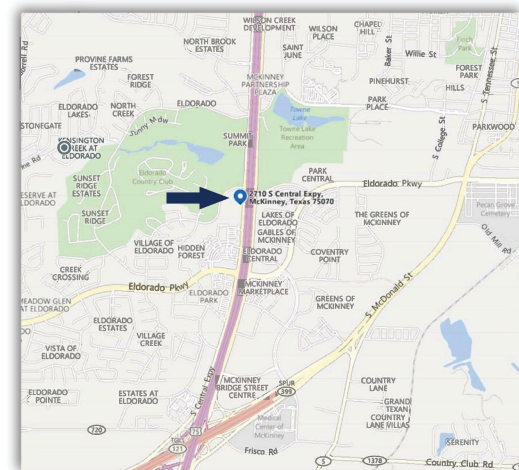 WILSON CREEK
DEVELOPMENT
WILSON
PLACE
CHAPEL
HILL
NORTH BROOK
ESTATES
SAINT
JUNE
Baker St
Willie St
Finch
Park
FOREST
PARK
S Tennessee St
PROVINE FARMS
ESTATES
FOREST
RIDGE
MCKINNEY
PARTNERSHIP
PLAZA
PINEHURST
HILLS
ELDORADO
LAKES
NORTH
CREEK
ELDORADO
PARK
PLACE
Towne
Lake
STONEGATE
Sunny Mdw
SUMMIT
PARK
Towne Lake
Recreation
Area
S College St
PARKWOOD
KENSINGTON
CREEK AT
ELDORADO
Eldorado
Country Club
PARK
CENTRAL
Eldorado Pkwy
SUNSET
RIDGE
ESTATES
2710 S Central Expy,
McKinney, Texas 75070
Pecan Grove
Cemetery
SUNSET
RIDGE
LAKES OF
ELDORADO
THE GREENS OF
MCKINNEY
GABLES OF
MCKINNEY
Old Mill Rd
VILLAGE OF
ELDORADO
HIDDEN
FOREST
ELDORADO
CENTRAL
COVENTRY
POINT
CREEK
CROSSING
Eldorado Pkwy
ELDORADO
PARK
MCKINNEY
MARKETPLACE
MEADOW GLEN
AT ELDORADO
GREENS OF
MCKINNEY
S McDonald St
ELDORADO
ESTATES
VILLAGE
CREEK
VISTA OF
ELDORADO
ELDORADO
POINTE
ESTATES AT
ELDORADO
S Central Expy
MCKINNEY
BRIDGE STREET
CENTRE
SPUR
399
COUNTRY
LANE
GRAND
TEXAN
COUNTRY
LANE VILLAS
720
75
TOLL
121
Medical
Center of
McKinney
Frisco Rd
SERENITY
5
1378
Country Club Rd